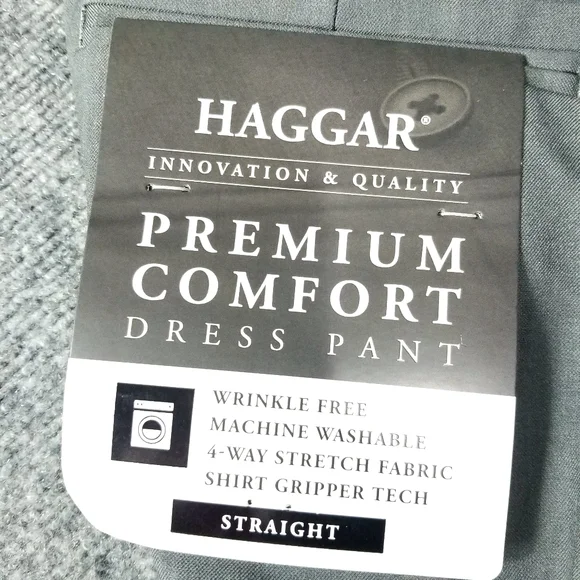 HAGGAR®
INNOVATION & QUALITY
PREMIUM
COMFORT
DRESS PANT
WRINKLE FREE
MACHINE WASHABLE
4-WAY STRETCH FABRIC
SHIRT GRIPPER TECH
STRAIGHT